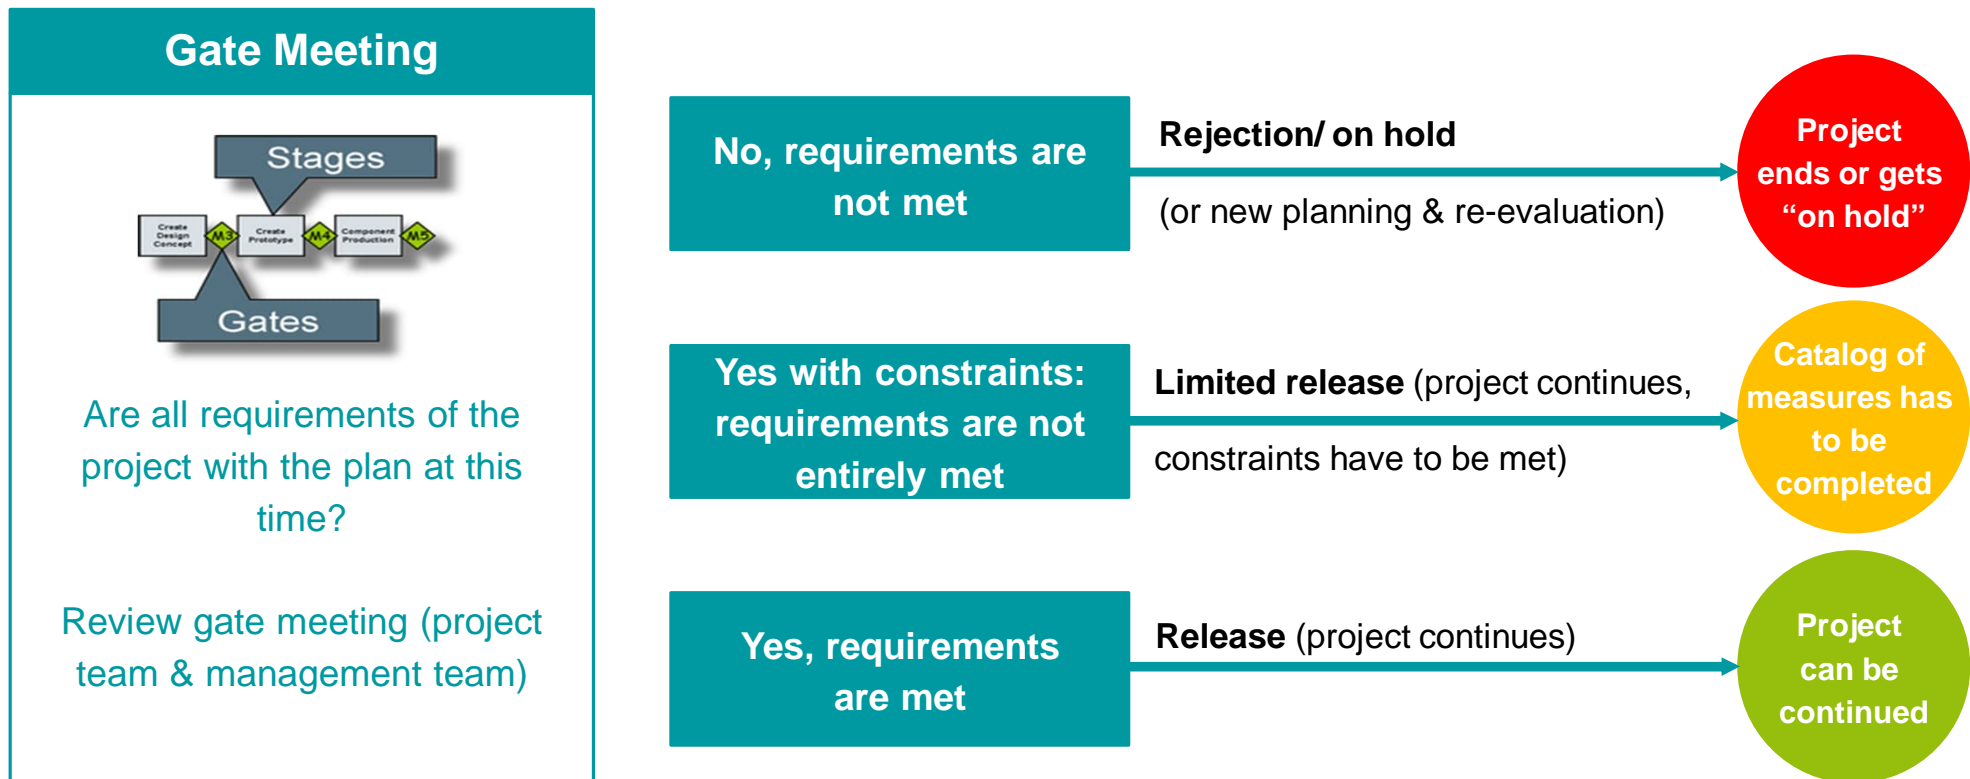 Gate Meeting
Stages
Create
Design
Concept
M3
Create
Prototype
M4
Component
Production
M5
Gates
Are all requirements of the
project with the plan at this
time?
Review gate meeting (project
team & management team)
No, requirements are
not met
Rejection/ on hold
(or new planning & re-evaluation)
Project
ends or gets
“on hold”
Yes with constraints:
requirements are not
entirely met
Limited release (project continues,
constraints have to be met)
Catalog of
measures has
to be
completed
Yes, requirements
are met
Release (project continues)
Project
can be
continued